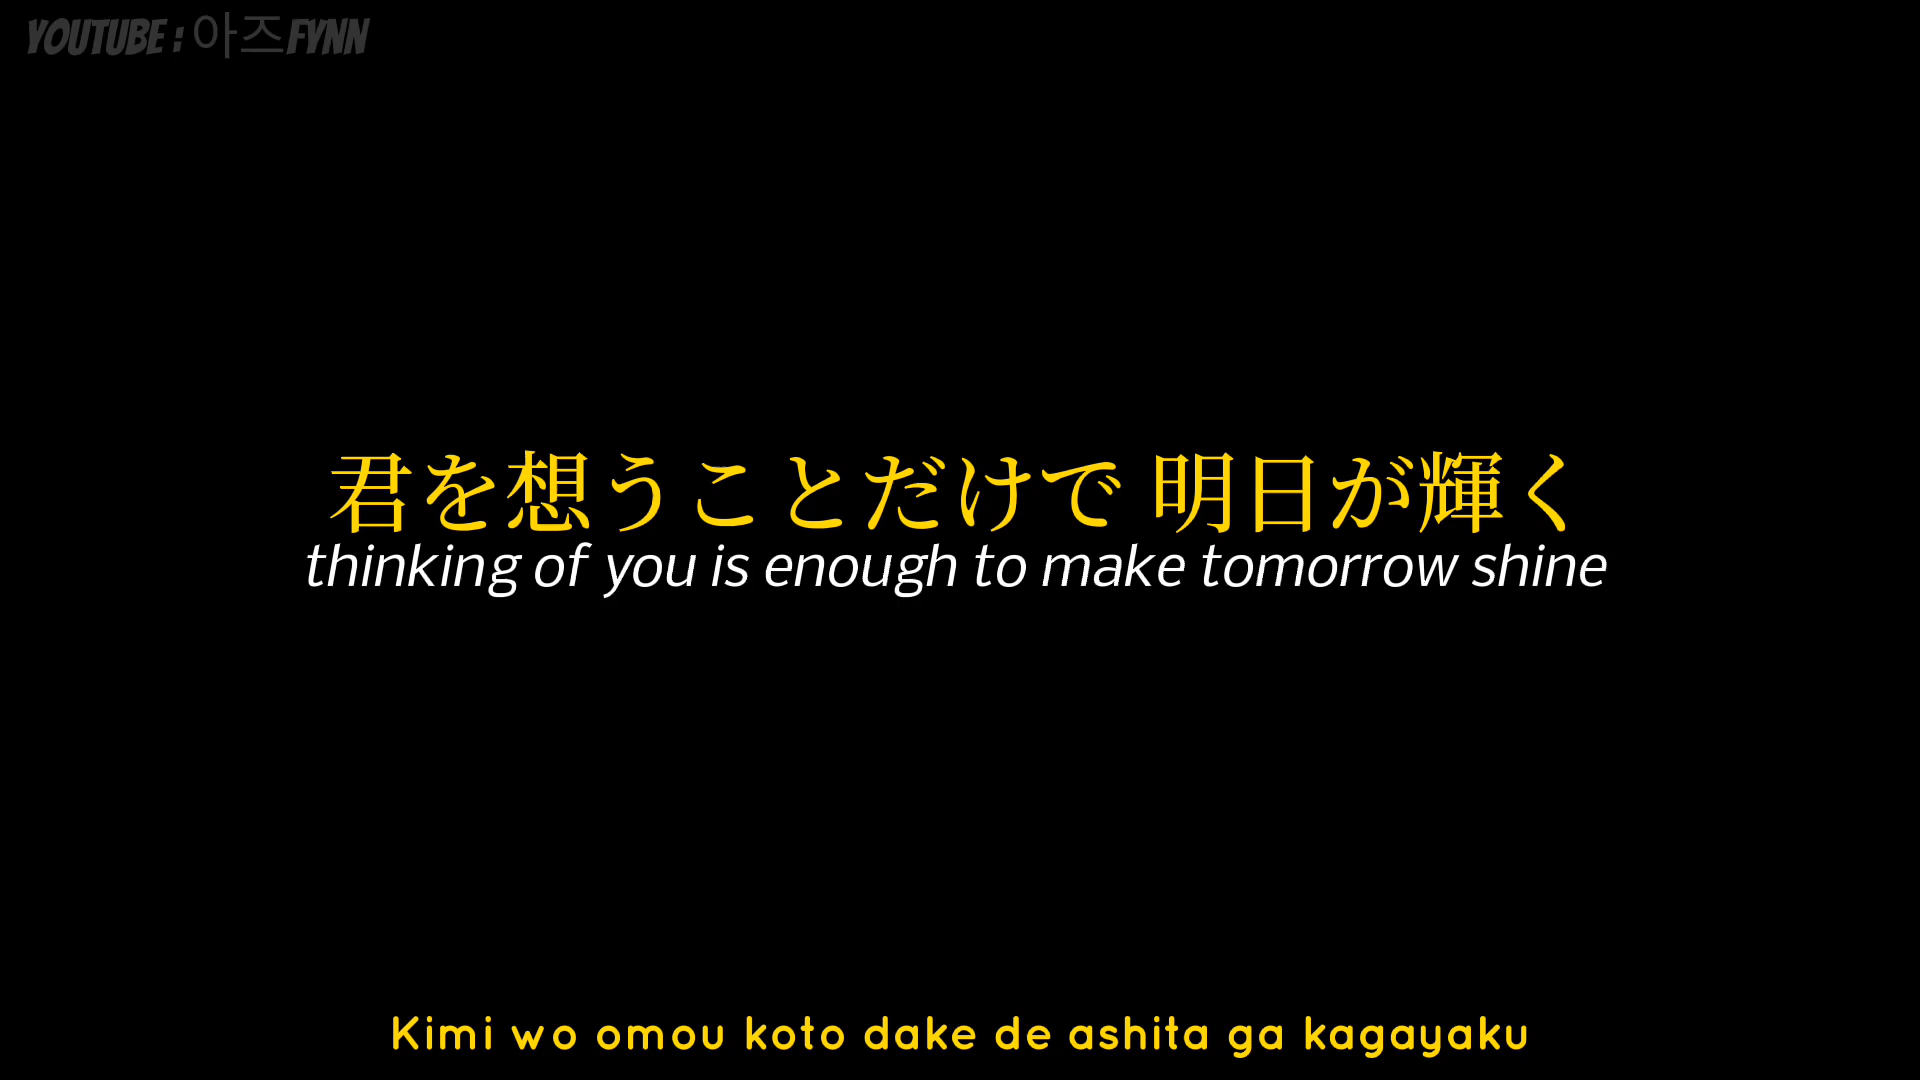 YOUTUBE : 아즈FYNN
君を想うことだけで 明日が輝く
thinking of you is enough to make tomorrow shine
Kimi wo omou koto dake de ashita ga kagayaku